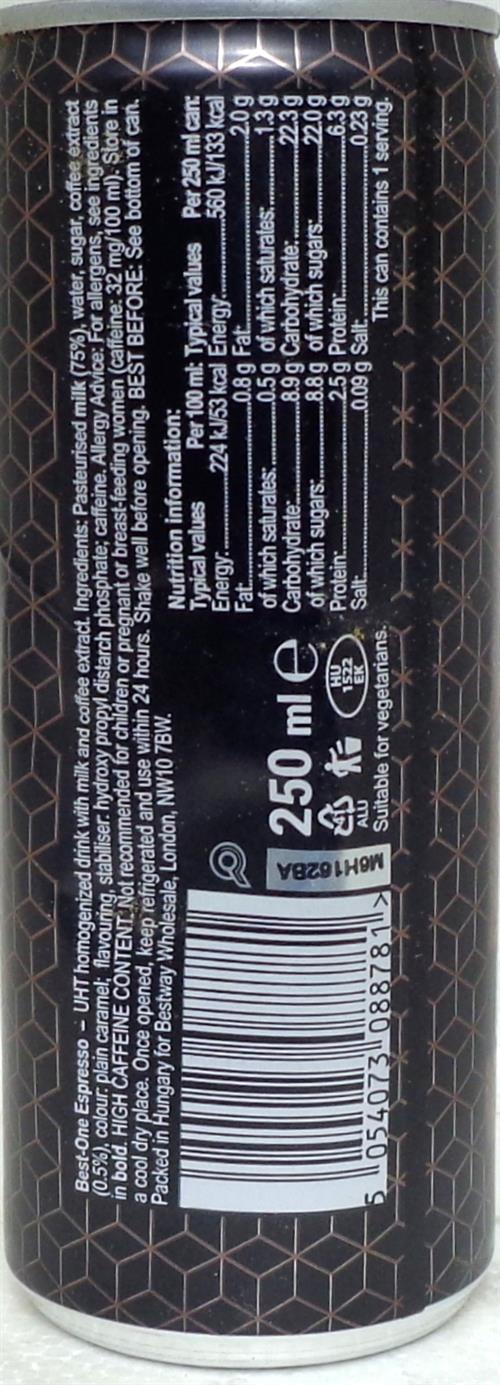 Best-One Espresso – UHT homogenized drink with milk and coffee extract. Ingredients: Pasteurised milk (75%), water, sugar, coffee extract
(0.5%), colour: plain caramel; flavouring, stabiliser: hydroxy propyl distarch phosphate; caffeine. Allergy Advice: For allergens, see ingredients
in bold. HIGH CAFFEINE CONTENT. Not recommended for children or pregnant or breast-feeding women (caffeine: 32 mg/100 ml). Store in
a cool dry place. Once opened, keep refrigerated and use within 24 hours. Shake well before opening. BEST BEFORE: See bottom of can.
Packed in Hungary for Bestway Wholesale, London, NW10 7BW.
Nutrition information:
Typical values Per 100 ml:
Energy:.......224 kJ/53 kcal
Fat:.......0.8 g
of which saturates:.......0.5 g
Carbohydrate:.......8.9 g
of which sugars:.......8.8 g
Protein:.......2.5 g
Salt:.......0.09 g
Typical values Per 250 ml can:
Energy:.......560 kJ/133 kcal
Fat:.......2.0 g
of which saturates:.......1.3 g
Carbohydrate:.......22.3 g
of which sugars:.......22.0 g
Protein:.......6.3 g
Salt:.......0.23 g
This can contains 1 serving.
250 ml e
41
ALU
HU
1522
EK
Suitable for vegetarians.
M6H162BA
5 054073 088781 >